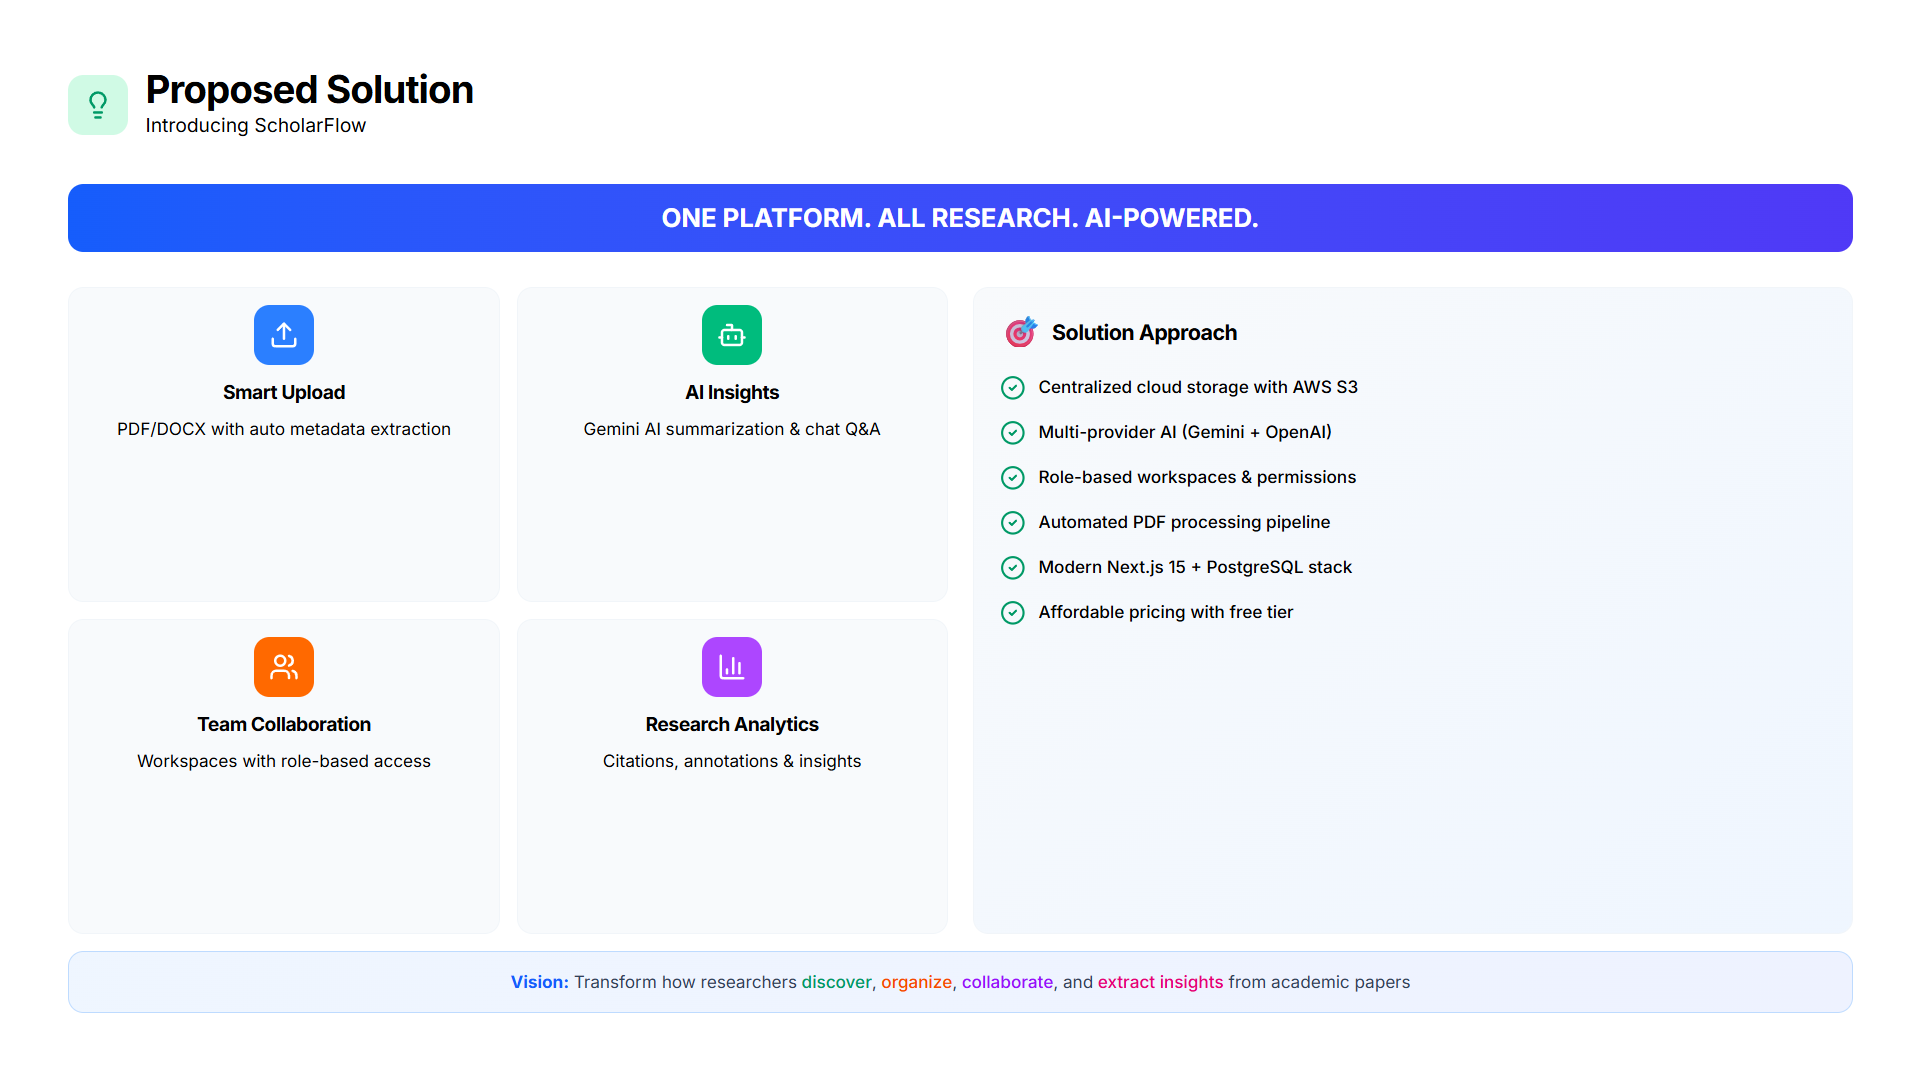 Proposed Solution
Introducing ScholarFlow
ONE PLATFORM. ALL RESEARCH. AI-POWERED.
Smart Upload
PDF/DOCX with auto metadata extraction
AI Insights
Gemini AI summarization & chat Q&A
Team Collaboration
Workspaces with role-based access
Research Analytics
Citations, annotations & insights
Solution Approach
Centralized cloud storage with AWS S3
Multi-provider AI (Gemini + OpenAI)
Role-based workspaces & permissions
Automated PDF processing pipeline
Modern Next.js 15 + PostgreSQL stack
Affordable pricing with free tier
Vision: Transform how researchers discover, organize, collaborate, and extract insights from academic papers